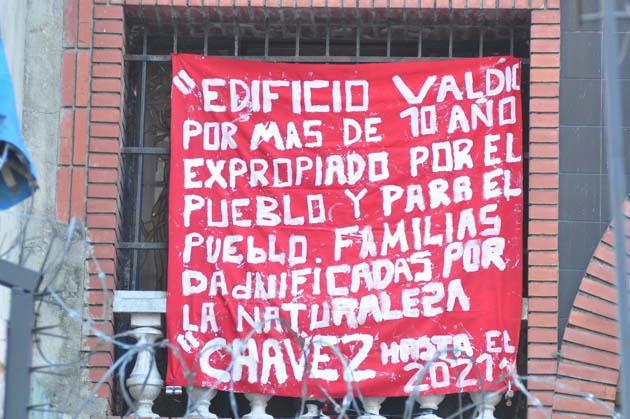 "EDIFICIO VALDIC
POR MAS DE 10 AÑO
EXPROPIADO POR EL
PUEBLO Y PARA EL
PUEBLO. FAMILIAS
DAdNIFICADAS POR
LA NATURALEZA
"CHAVEZ HASTA EL
2021"